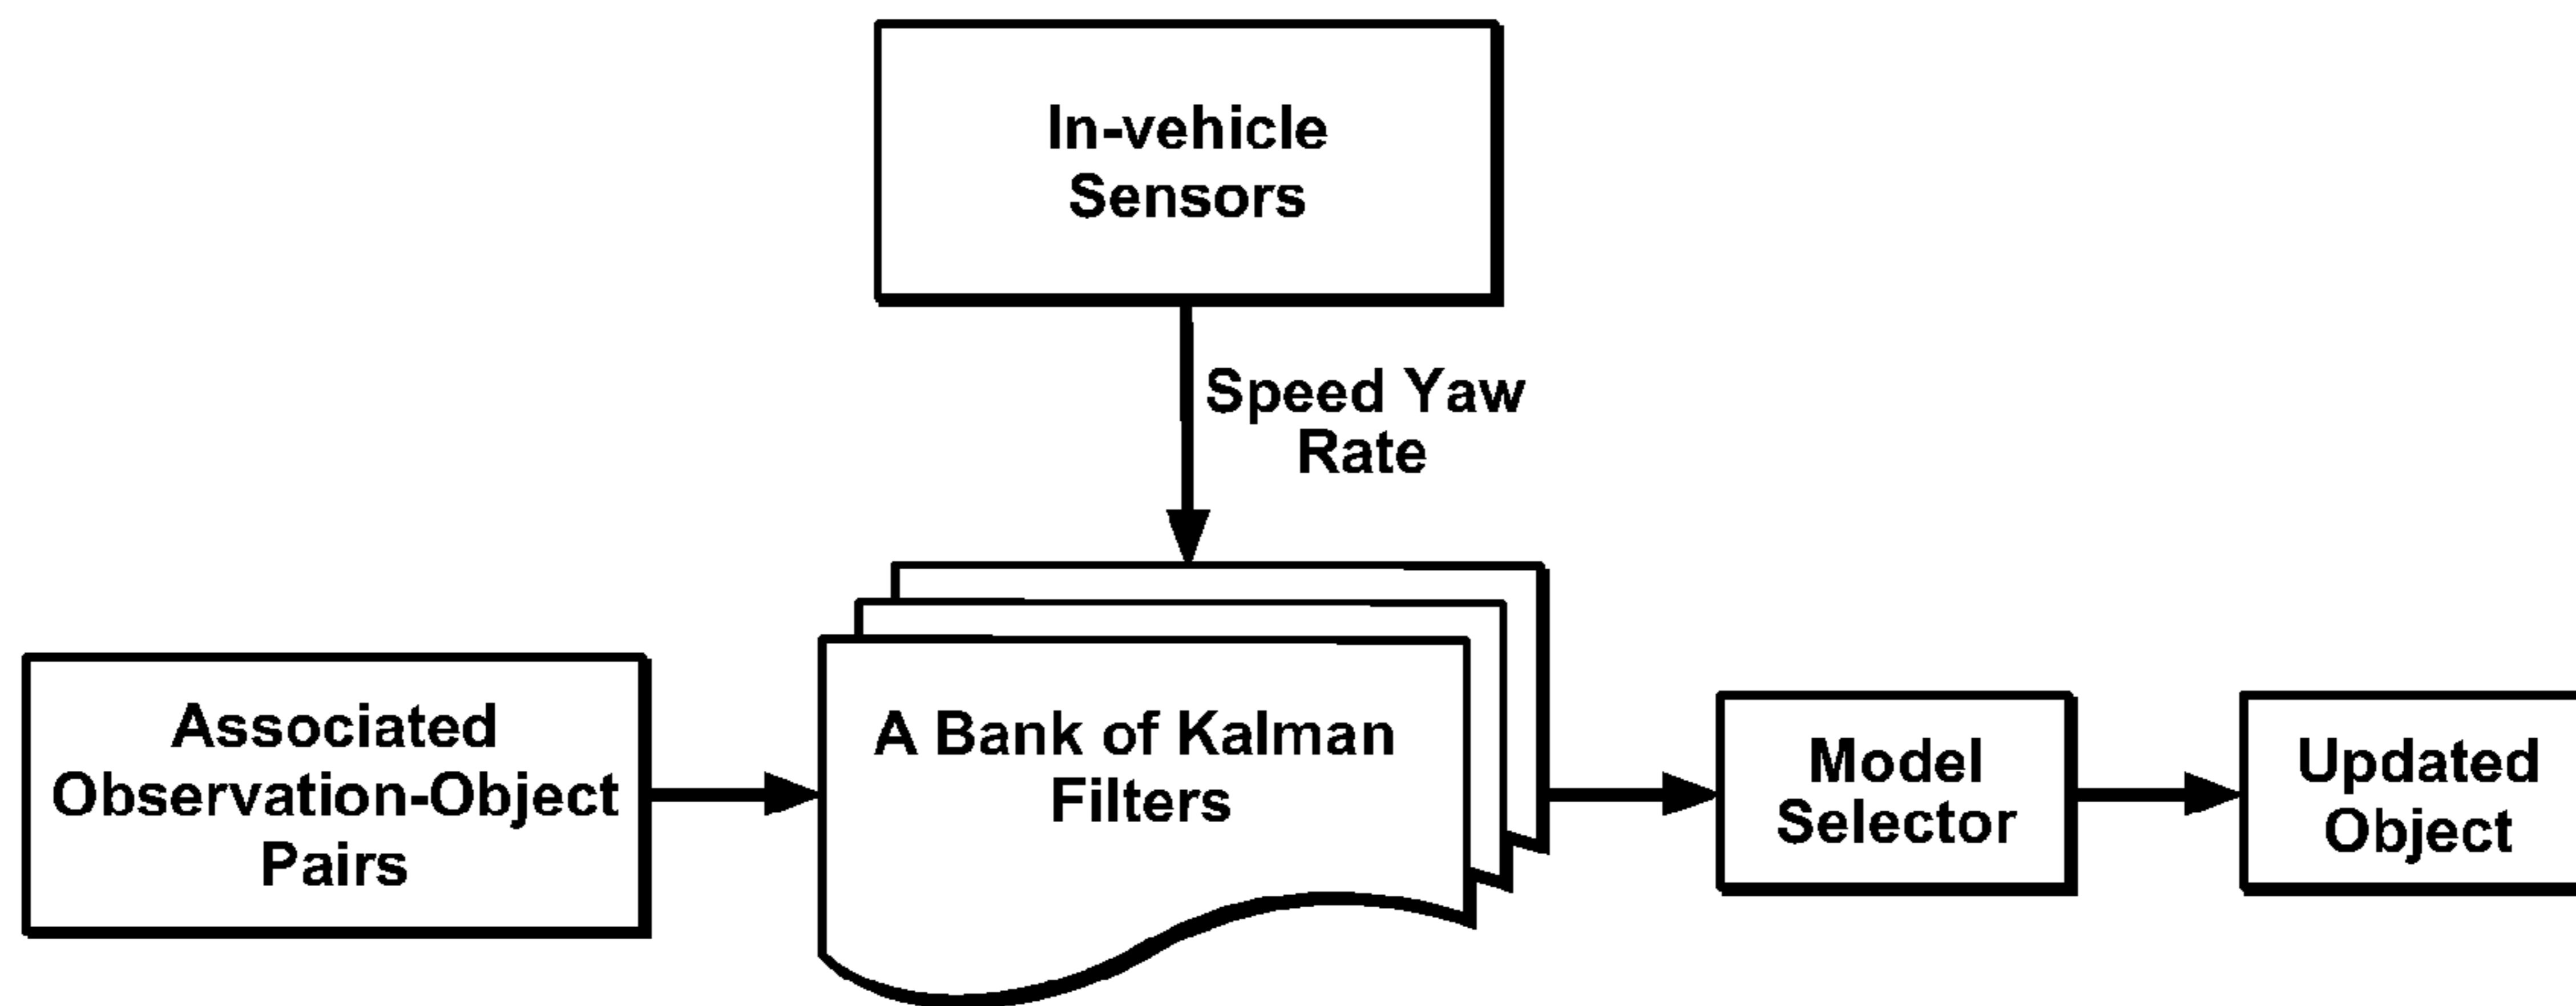 In-vehicle
Sensors
Speed Yaw
Rate
Associated
Observation-Object
Pairs
A Bank of Kalman
Filters
Model
Selector
Updated
Object